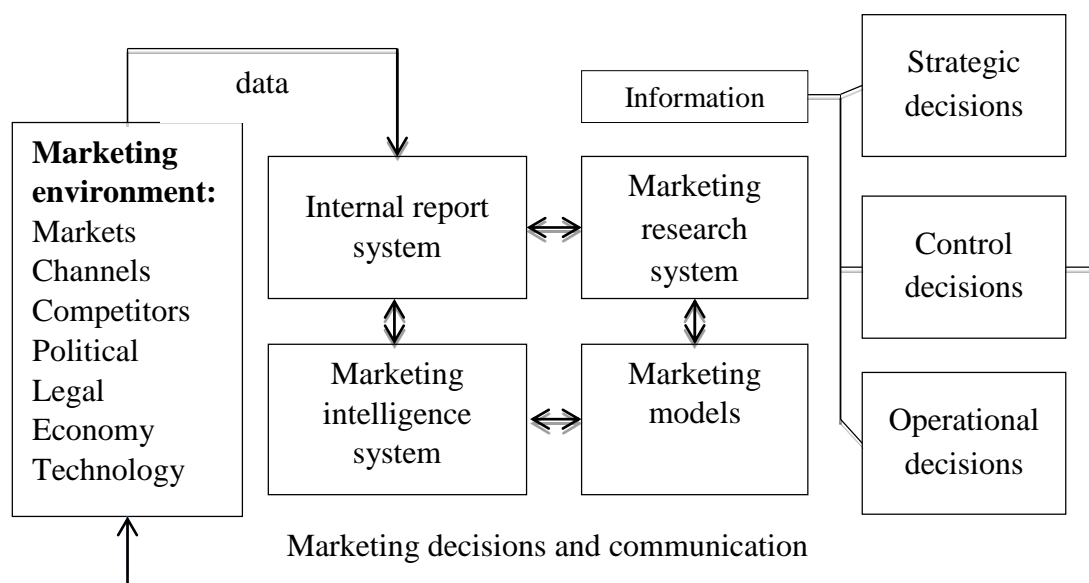 data
Marketing
environment:
Markets
Channels
Competitors
Political
Legal
Economy
Technology
Internal report
system
Marketing
research
system
Marketing
intelligence
system
Marketing
models
Information
Strategic
decisions
Control
decisions
Operational
decisions
Marketing decisions and communication